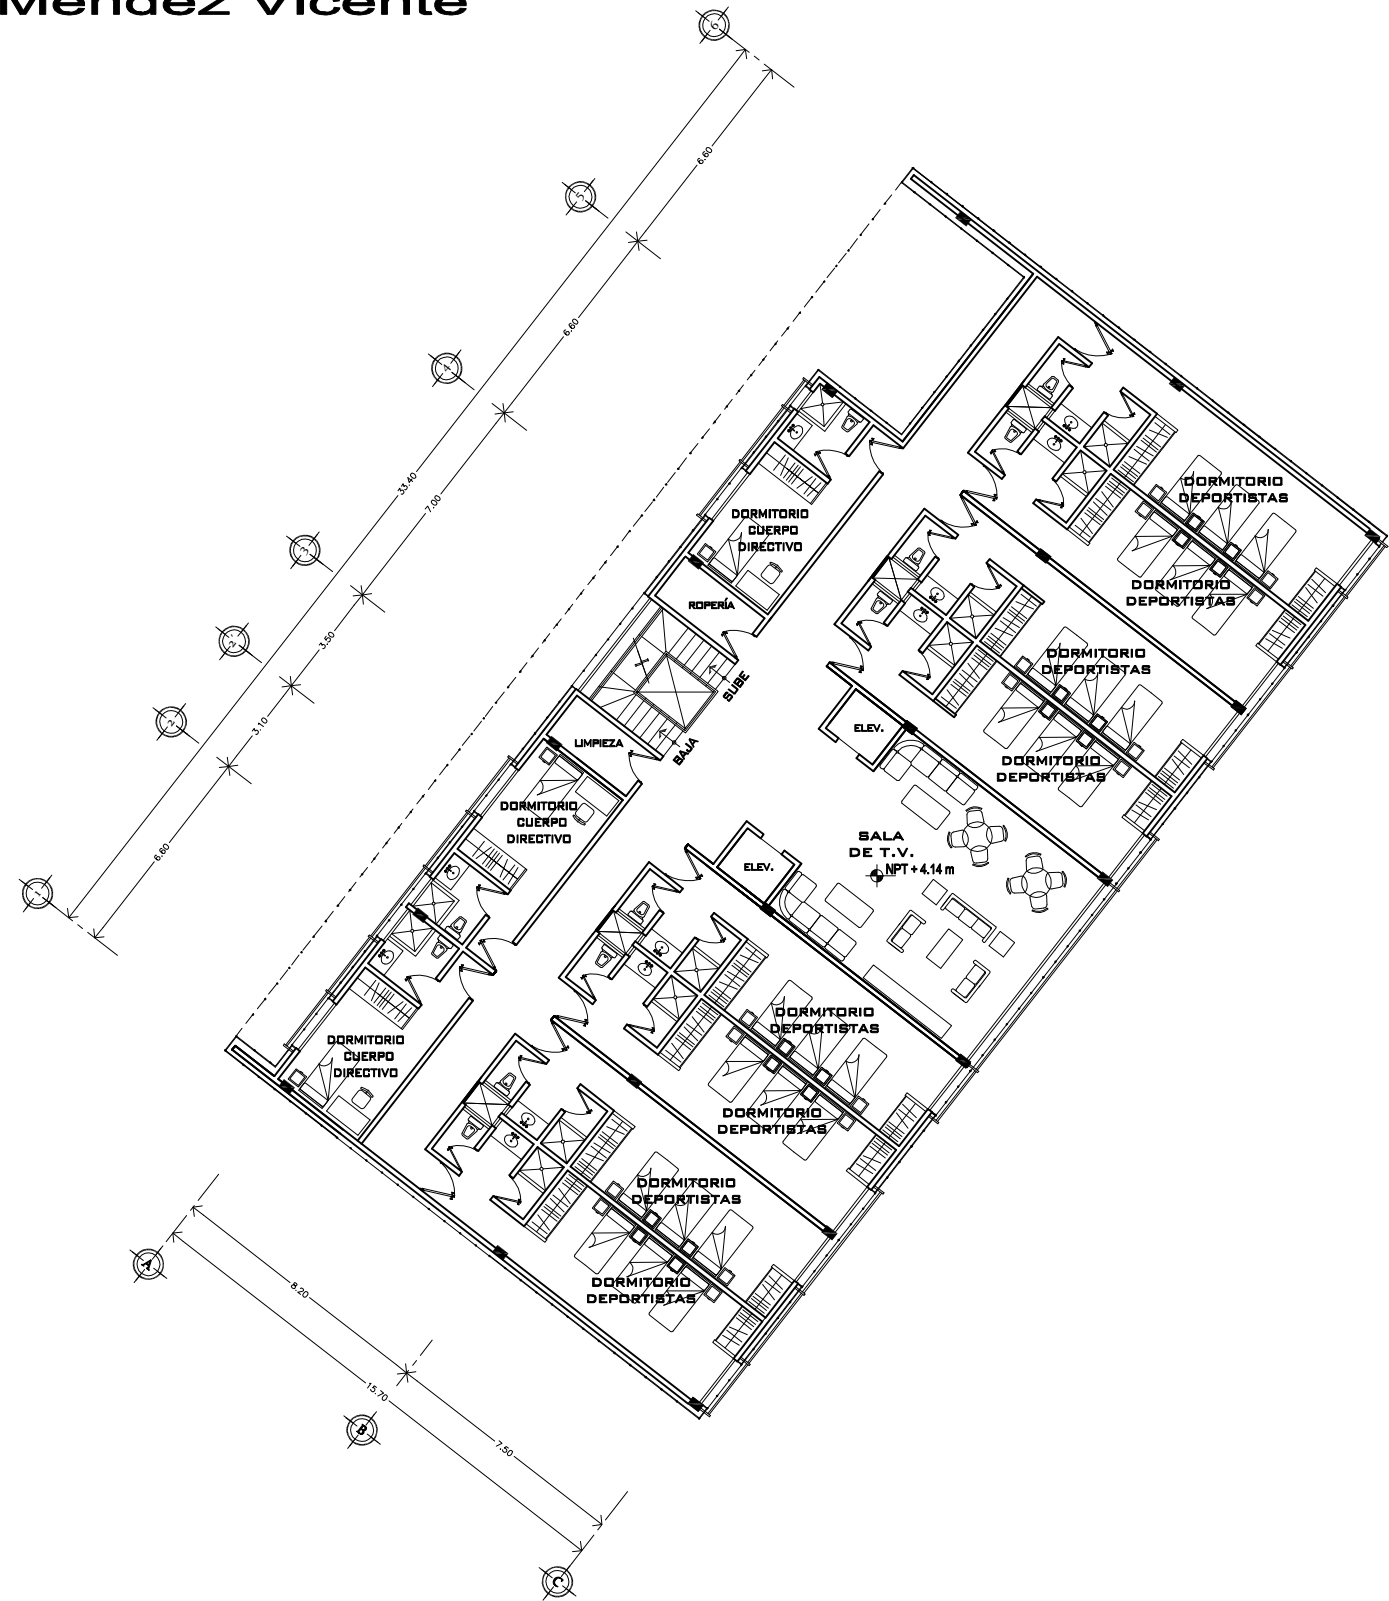 Méndez Vicente
6
6.60
5
6.60
4
33.40
7.00
3
3.50
2'
3.10
2
6.60
1
DORMITORIO
DEPORTISTAS
DORMITORIO
CUERPO
DIRECTIVO
DORMITORIO
DEPORTISTAS
ROPERÍA
DORMITORIO
DEPORTISTAS
SUBE
BAJA
ELEV.
LIMPIEZA
DORMITORIO
DEPORTISTAS
DORMITORIO
CUERPO
DIRECTIVO
SALA
DE T.V.
NPT + 4.14 m
ELEV.
DORMITORIO
DEPORTISTAS
DORMITORIO
CUERPO
DIRECTIVO
DORMITORIO
DEPORTISTAS
DORMITORIO
DEPORTISTAS
DORMITORIO
DEPORTISTAS
A
8.20
15.70
B
7.50
C